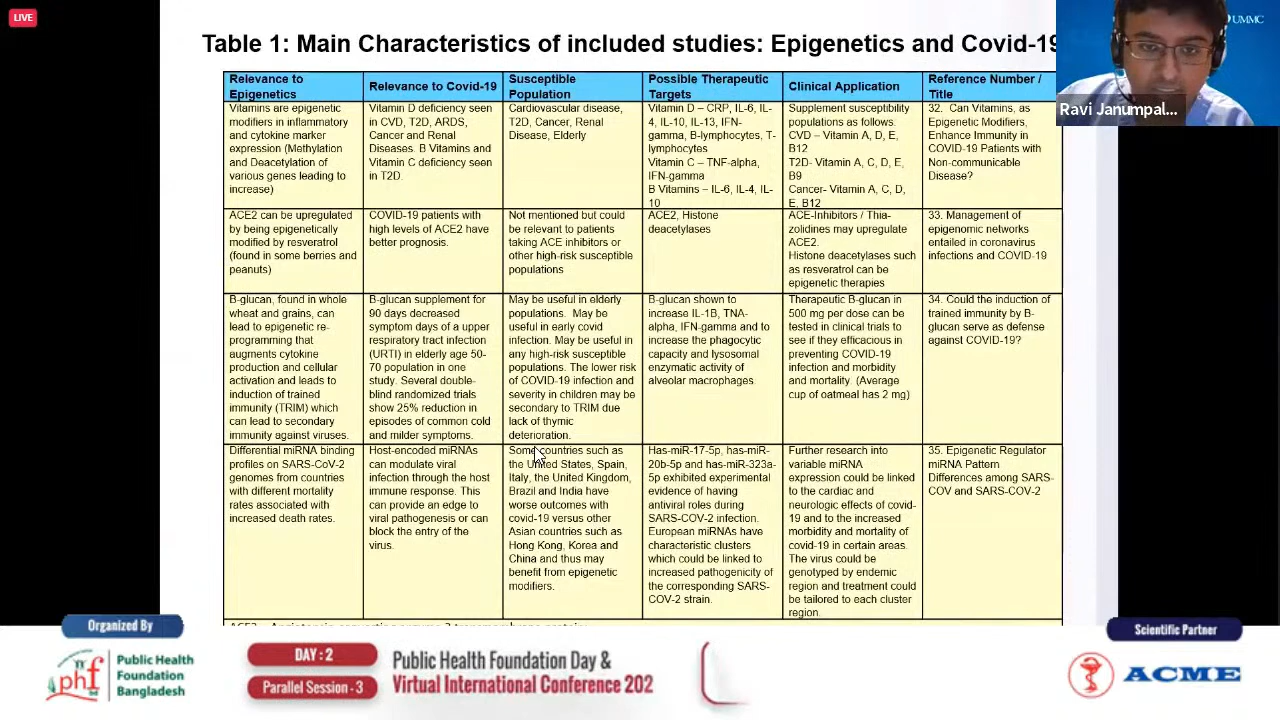 LIVE
UMMC
Table 1: Main Characteristics of included studies: Epigenetics and Covid-19
Ravi Janumpal...
Relevance to
Epigenetics
Relevance to Covid-19
Susceptible
Population
Possible Therapeutic
Targets
Clinical Application
Reference Number /
Title
Vitamins are epigenetic
modifiers in inflammatory
and cytokine marker
expression (Methylation
and Deacetylation of
various genes leading to
increase)
Vitamin D deficiency seen
in CVD, T2D, ARDS,
Cancer and Renal
Diseases. B Vitamins and
Vitamin C deficiency seen
in T2D.
Cardiovascular disease,
T2D, Cancer, Renal
Disease, Elderly
Vitamin D – CRP, IL-6, IL-
4, IL-10, IL-13, IFN-
gamma, B-lymphocytes, T-
lymphocytes
Vitamin C – TNF-alpha,
IFN-gamma
B Vitamins – IL-6, IL-4, IL-
10
Supplement susceptibility
populations as follows:
CVD – Vitamin A, D, E,
B12
T2D- Vitamin A, C, D, E,
B9
Cancer- Vitamin A, C, D,
E, B12
32. Can Vitamins, as
Epigenetic Modifiers,
Enhance Immunity in
COVID-19 Patients with
Non-communicable
Disease?
ACE2 can be upregulated
by being epigenetically
modified by resveratrol
(found in some berries and
peanuts)
COVID-19 patients with
high levels of ACE2 have
better prognosis.
Not mentioned but could
be relevant to patients
taking ACE inhibitors or
other high-risk susceptible
populations
ACE2, Histone
deacetylases
ACE-Inhibitors / Thia-
zolidines may upregulate
ACE2.
Histone deacetylases such
as resveratrol can be
epigenetic therapies
33. Management of
epigenomic networks
entailed in coronavirus
infections and COVID-19
B-glucan, found in whole
wheat and grains, can
lead to epigenetic re-
programming that
augments cytokine
production and cellular
activation and leads to
induction of trained
immunity (TRIM) which
can lead to secondary
immunity against viruses.
B-glucan supplement for
90 days decreased
symptom days of a upper
respiratory tract infection
(URTI) in elderly age 50-
70 population in one
study. Several double-
blind randomized trials
show 25% reduction in
episodes of common cold
and milder symptoms.
May be useful in elderly
populations. May be
useful in early covid
infection. May be useful in
any high-risk susceptible
populations. The lower risk
of COVID-19 infection and
severity in children may be
secondary to TRIM due
lack of thymic
deterioration.
B-glucan shown to
increase IL-1B, TNA-
alpha, IFN-gamma and to
increase the phagocytic
capacity and lysosomal
enzymatic activity of
alveolar macrophages.
Therapeutic B-glucan in
500 mg per dose can be
tested in clinical trials to
see if they efficacious in
preventing COVID-19
infection and morbidity
and mortality. (Average
cup of oatmeal has 2 mg)
34. Could the induction of
trained immunity by B-
glucan serve as defense
against COVID-19?
Differential miRNA binding
profiles on SARS-CoV-2
genomes from countries
with different mortality
rates associated with
increased death rates.
Host-encoded miRNAs
can modulate viral
infection through the host
immune response. This
can provide an edge to
viral pathogenesis or can
block the entry of the
virus.
Some countries such as
the United States, Spain,
Italy, the United Kingdom,
Brazil and India have
worse outcomes with
covid-19 versus other
Asian countries such as
Hong Kong, Korea and
China and thus may
benefit from epigenetic
modifiers.
Has-miR-17-5p, has-miR-
20b-5p and has-miR-323a-
5p exhibited experimental
evidence of having
antiviral roles during
SARS-COV-2 infection.
European miRNAs have
characteristic clusters
which could be linked to
increased pathogenicity of
the corresponding SARS-
COV-2 strain.
Further research into
variable miRNA
expression could be linked
to the cardiac and
neurologic effects of covid-
19 and to the increased
morbidity and mortality of
covid-19 in certain areas.
The virus could be
genotyped by endemic
region and treatment could
be tailored to each cluster
region.
35. Epigenetic Regulator
miRNA Pattern
Differences among SARS-
COV and SARS-COV-2
Organized By
phf
Public Health
Foundation
Bangladesh
DAY : 2
Parallel Session - 3
Public Health Foundation Day &
Virtual International Conference 202
Scientific Partner
ACME